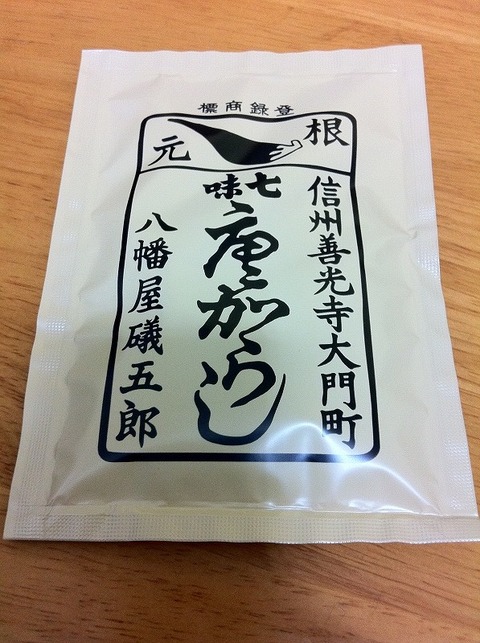 登録商標
根元
信州善光寺大門町
七味
唐がらし
八幡屋礒五郎